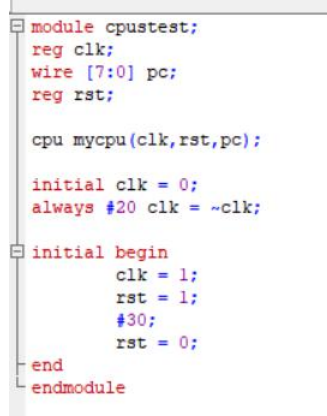 module cpustest;
reg clk;
wire [7:0] pc;
reg rst;
cpu mycpu(clk,rst,pc);
initial clk = 0;
always #20 clk = ~clk;
initial begin
clk = 1;
rst = 1;
#30;
rst = 0;
end
endmodule